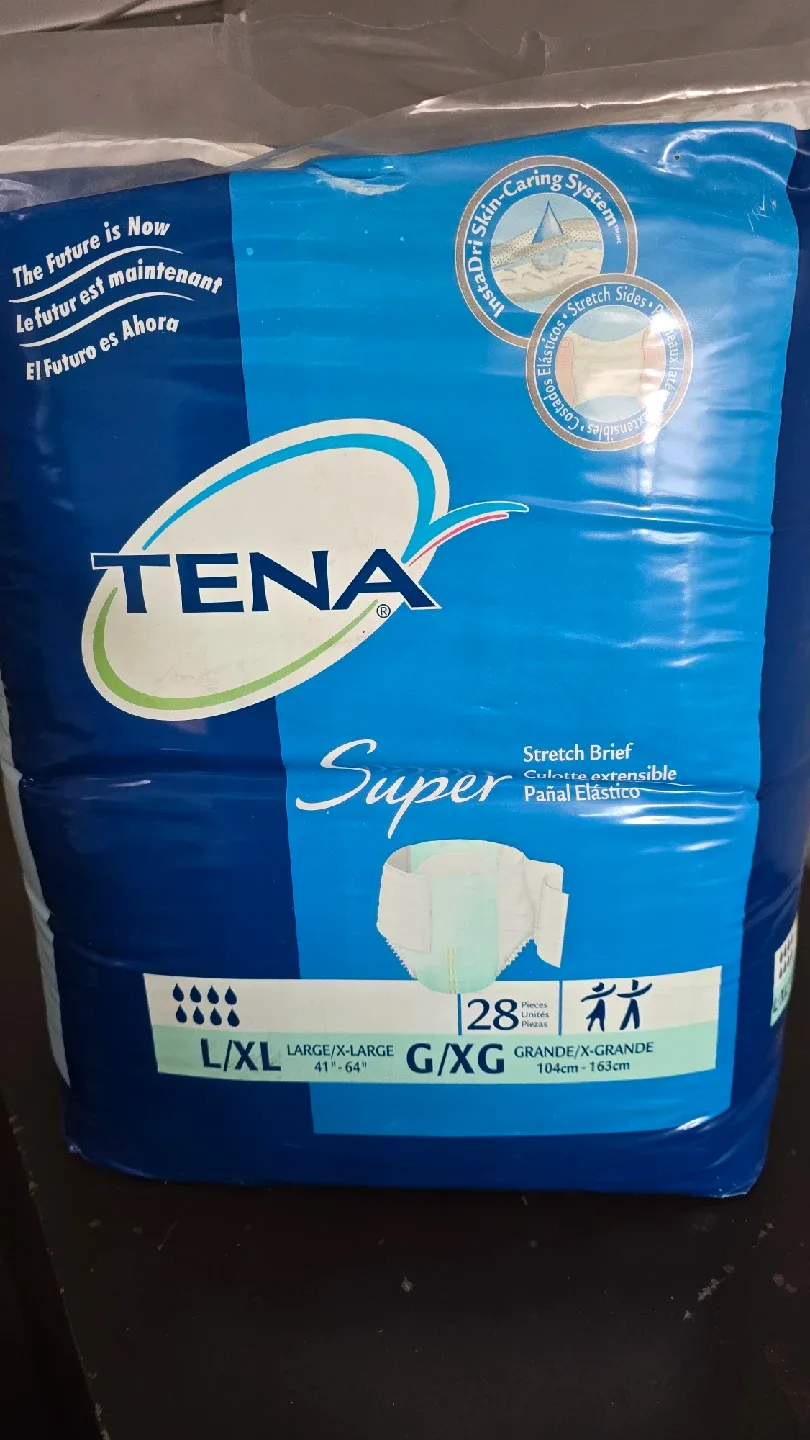 The Future is Now
Le futur est maintenant
El Futuro es Ahora
InstaDri Skin-Caring System
Stretch Sides •
extensibles • Costados Elásticos •
TENA®
Super
Stretch Brief
Culotte extensible
Pañal Elástico
28 Pieces
Unités
Piezas
L/XL LARGE/X-LARGE G/XG GRANDE/X-GRANDE
41" - 64" 104cm - 163cm